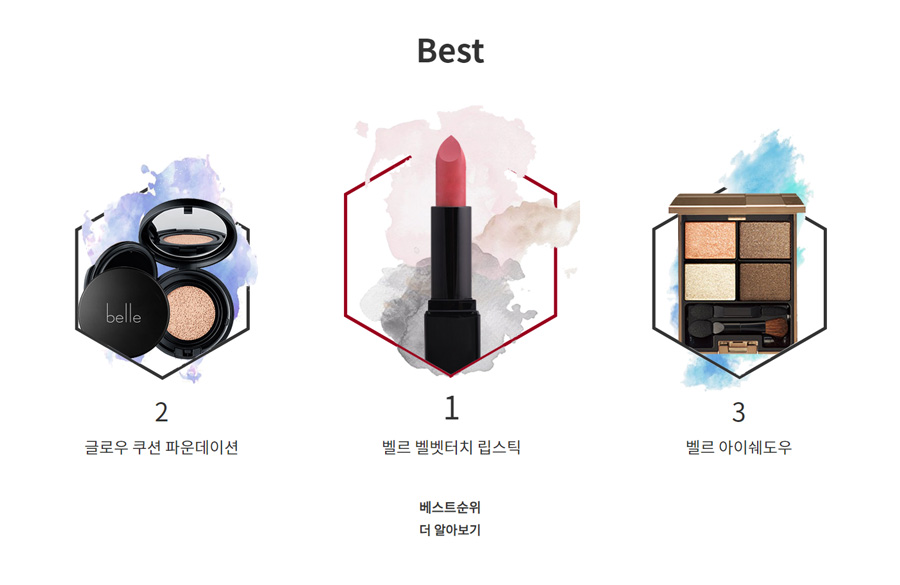 Best
belle
2
글로우 쿠션 파운데이션
1
벨르 벨벳터치 립스틱
3
벨르 아이쉐도우
베스트순위
더 알아보기